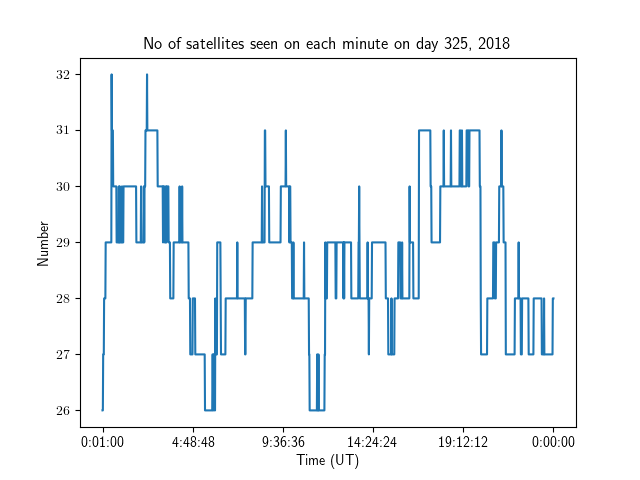 No of satellites seen on each minute on day 325, 2018
32
31
30
29
28
27
26
Number
0:01:00 4:48:48 9:36:36 14:24:24 19:12:12 0:00:00
Time (UT)